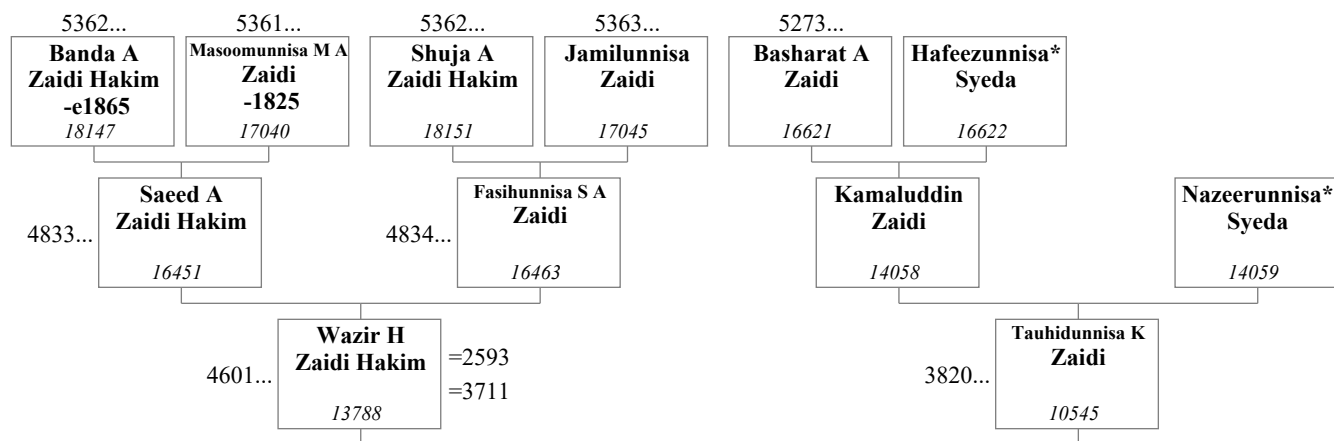 5362...
5361...
5362...
5363...
5273...
Banda A
Zaidi Hakim
-e1865
18147
Masoomunnisa M A
Zaidi
-1825
17040
Shuja A
Zaidi Hakim
18151
Jamilunnisa
Zaidi
17045
Basharat A
Zaidi
16621
Hafeezunnisa*
Syeda
16622
4833...
Saeed A
Zaidi Hakim
16451
4834...
Fasihunnisa S A
Zaidi
16463
Kamaluddin
Zaidi
14058
Nazeerunnisa*
Syeda
14059
4601...
Wazir H
Zaidi Hakim
13788
=2593
=3711
3820...
Tauhidunnisa K
Zaidi
10545